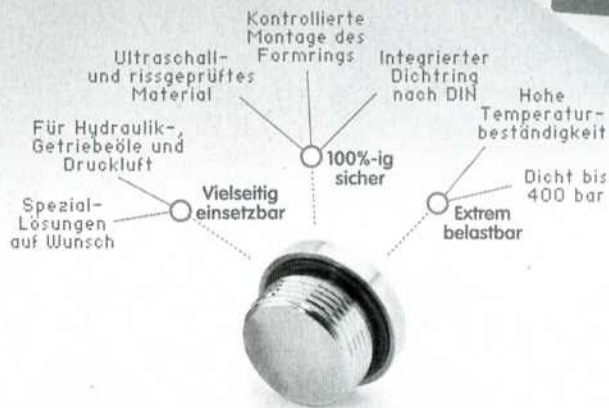 Kontrollierte
Montage des
Formrings
Ultraschall-
und rissgeprüftes
Material
Integrierter
Dichtring
nach DIN
Hohe
Temperatur-
beständigkeit
Für Hydraulik-,
Getriebeöle und
Druckluft
100%-ig
sicher
Dicht bis
400 bar
Spezial-
Lösungen
auf Wunsch
Vielseitig
einsetzbar
Extrem
belastbar